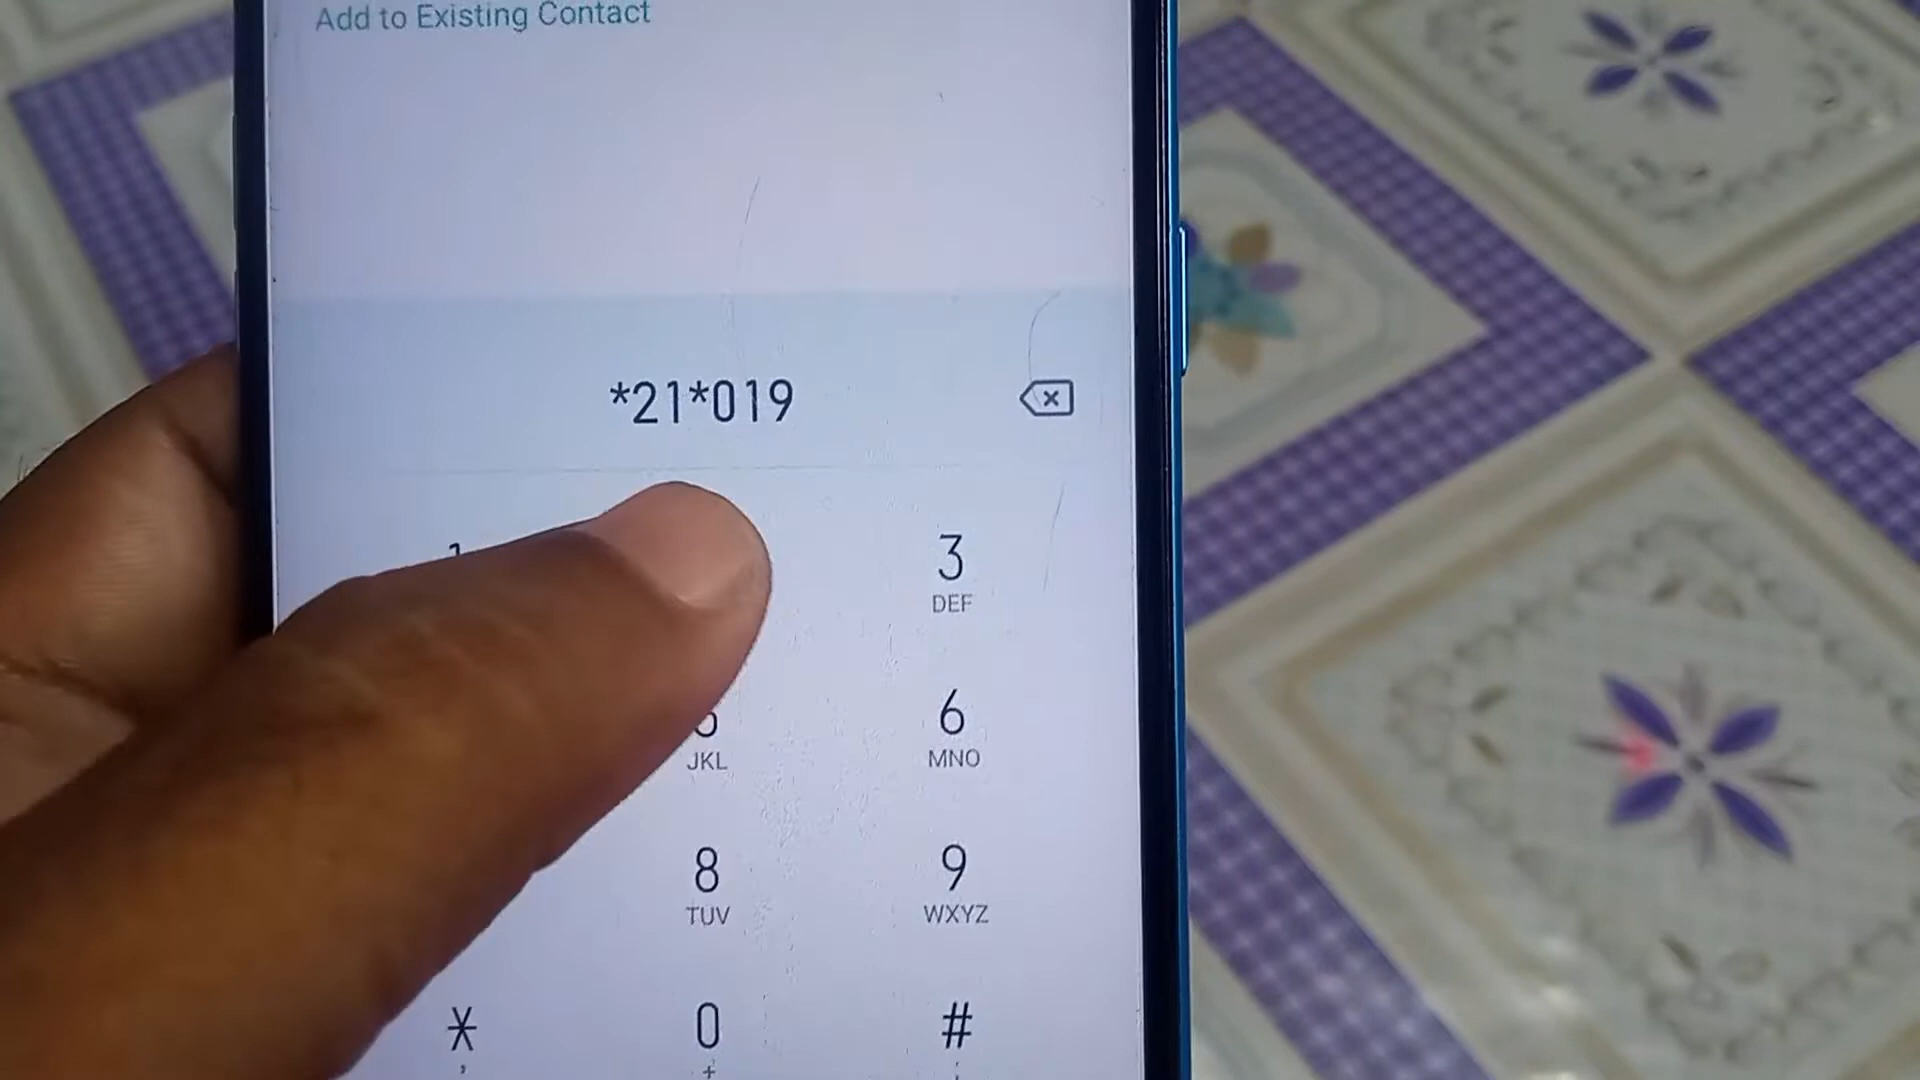 Add to Existing Contact
*21*019
3
DEF
JKL
6
MNO
8
TUV
9
WXYZ
* 0 #
, + ;